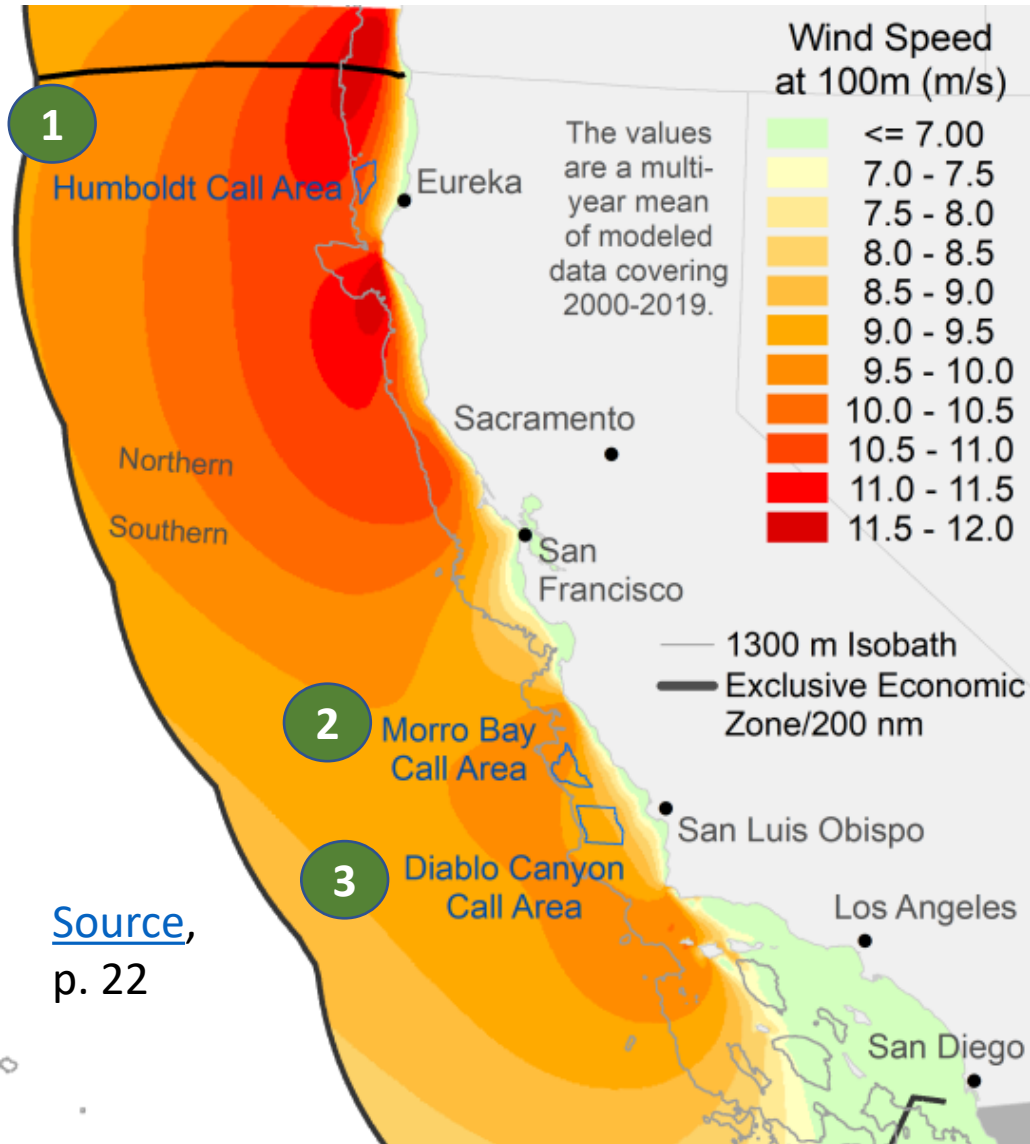 Wind Speed
at 100m (m/s)
<= 7.00
7.0 - 7.5
7.5 - 8.0
8.0 - 8.5
8.5 - 9.0
9.0 - 9.5
9.5 - 10.0
10.0 - 10.5
10.5 - 11.0
11.0 - 11.5
11.5 - 12.0
The values
are a multi-
year mean
of modeled
data covering
2000-2019.
1
Humboldt Call Area
Eureka
Sacramento
Northern
Southern
San
Francisco
1300 m Isobath
Exclusive Economic
Zone/200 nm
2
Morro Bay
Call Area
San Luis Obispo
3
Diablo Canyon
Call Area
Los Angeles
Source,
p. 22
San Diego